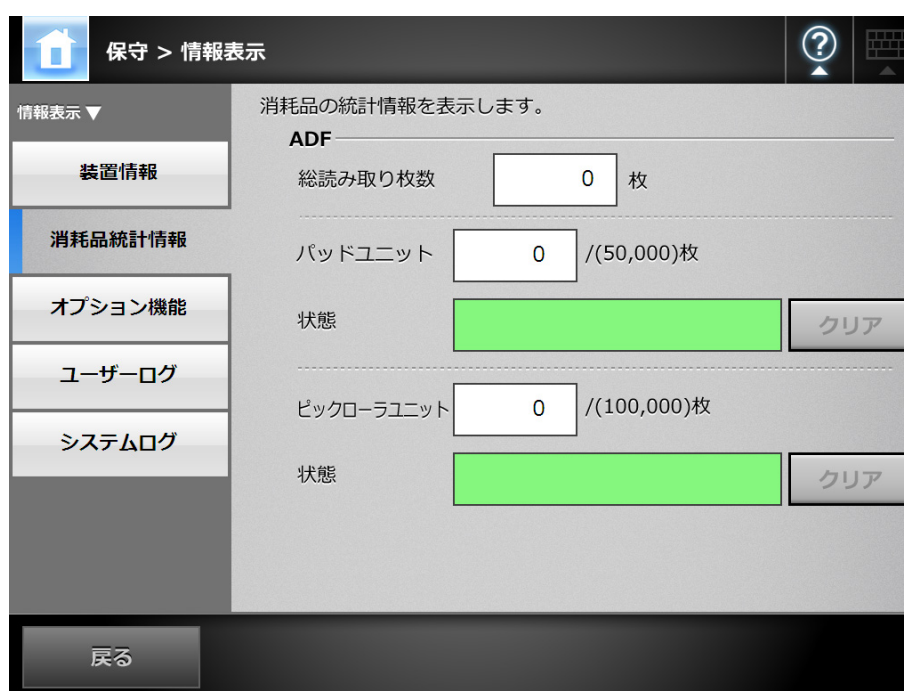 保守 > 情報表示
情報表示▼
装置情報
消耗品統計情報
オプション機能
ユーザーログ
システムログ
消耗品の統計情報を表示します。
ADF
総読み取り枚数 0 枚
パッドユニット 0 /(50,000)枚
状態 クリア
ピックローラユニット 0 /(100,000)枚
状態 クリア
戻る